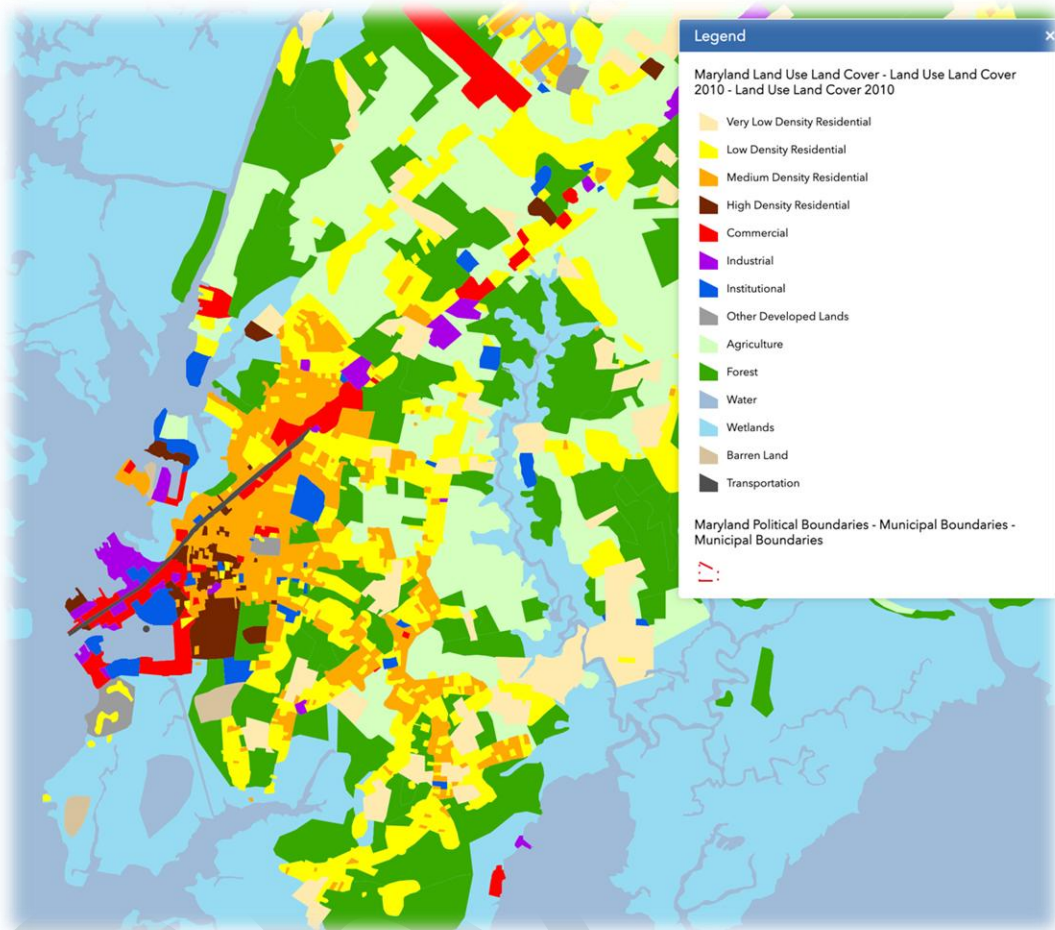 Legend
×
Maryland Land Use Land Cover - Land Use Land Cover
2010 - Land Use Land Cover 2010
Very Low Density Residential
Low Density Residential
Medium Density Residential
High Density Residential
Commercial
Industrial
Institutional
Other Developed Lands
Agriculture
Forest
Water
Wetlands
Barren Land
Transportation
Maryland Political Boundaries - Municipal Boundaries -
Municipal Boundaries